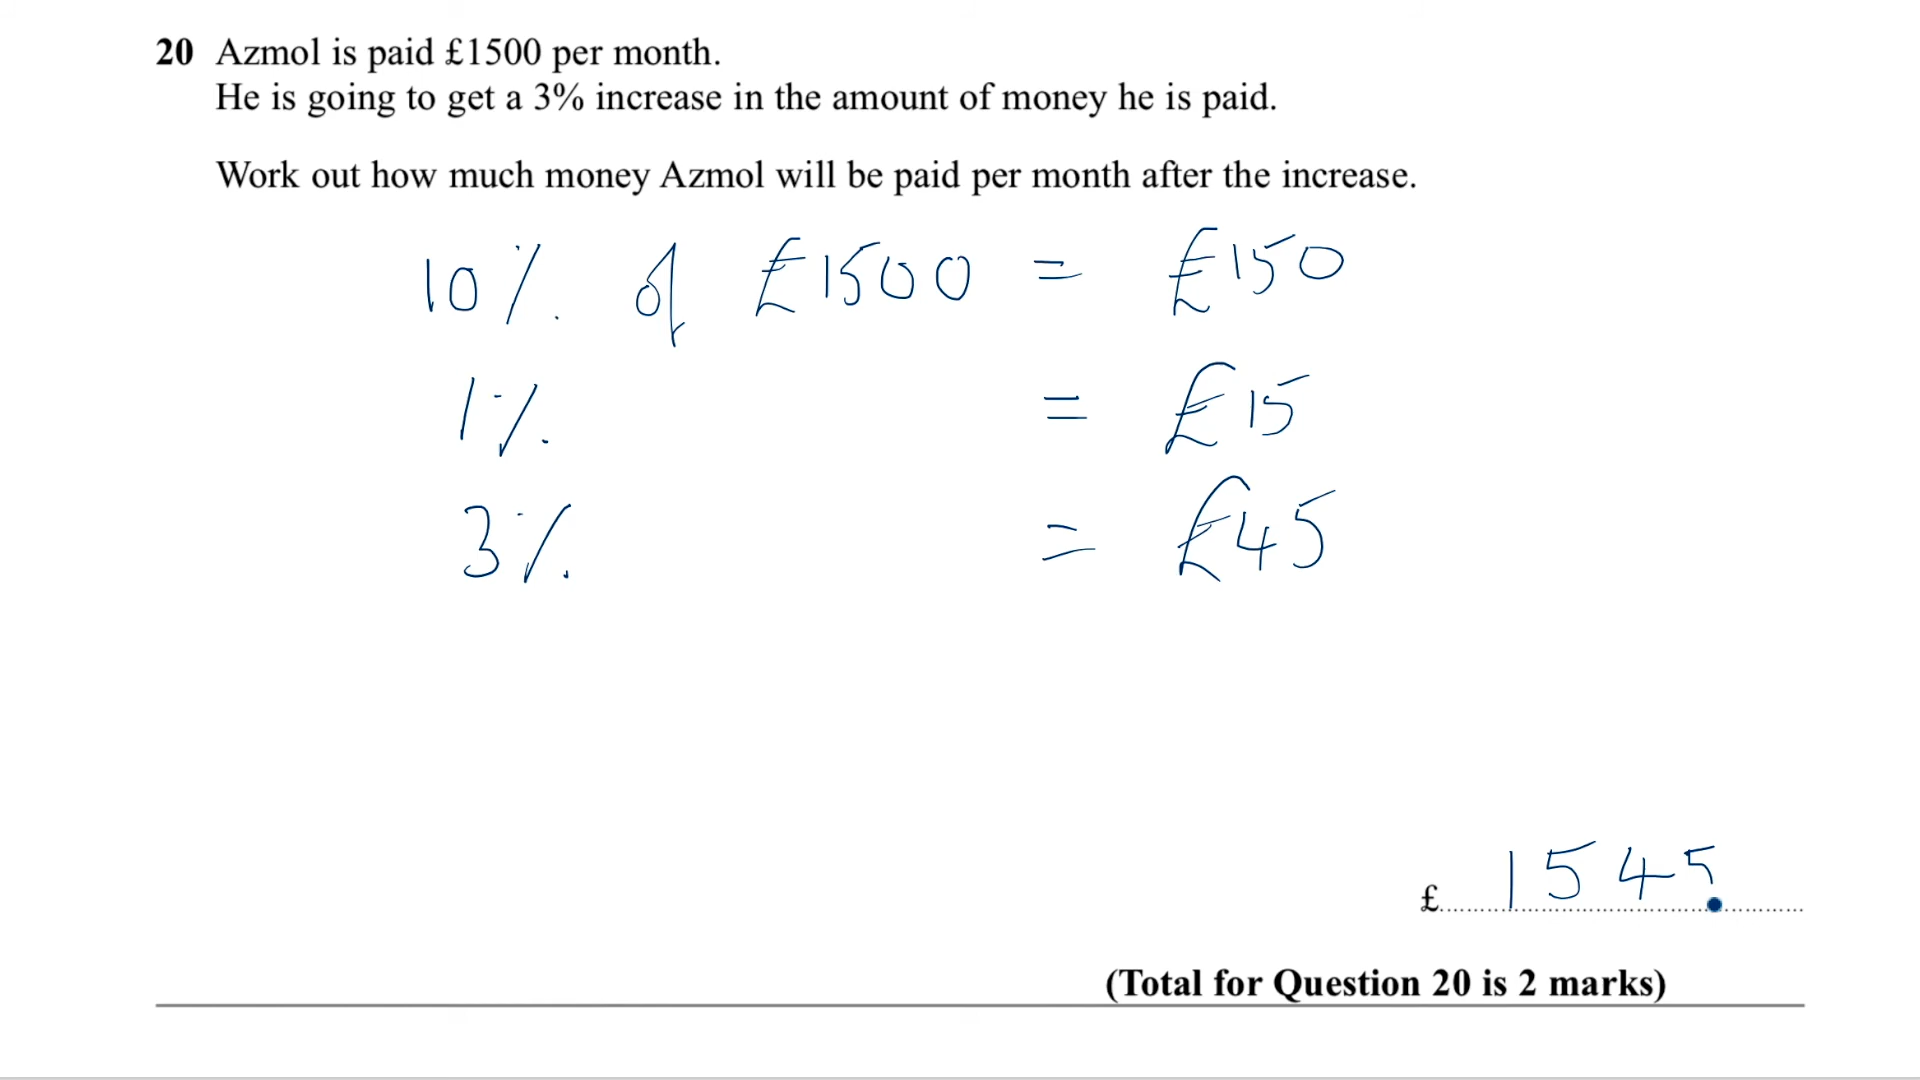 20 Azmol is paid £1500 per month.
He is going to get a 3% increase in the amount of money he is paid.
Work out how much money Azmol will be paid per month after the increase.
10% of £1500 = £150
1% = £15
3% = £45
£ 1545
(Total for Question 20 is 2 marks)